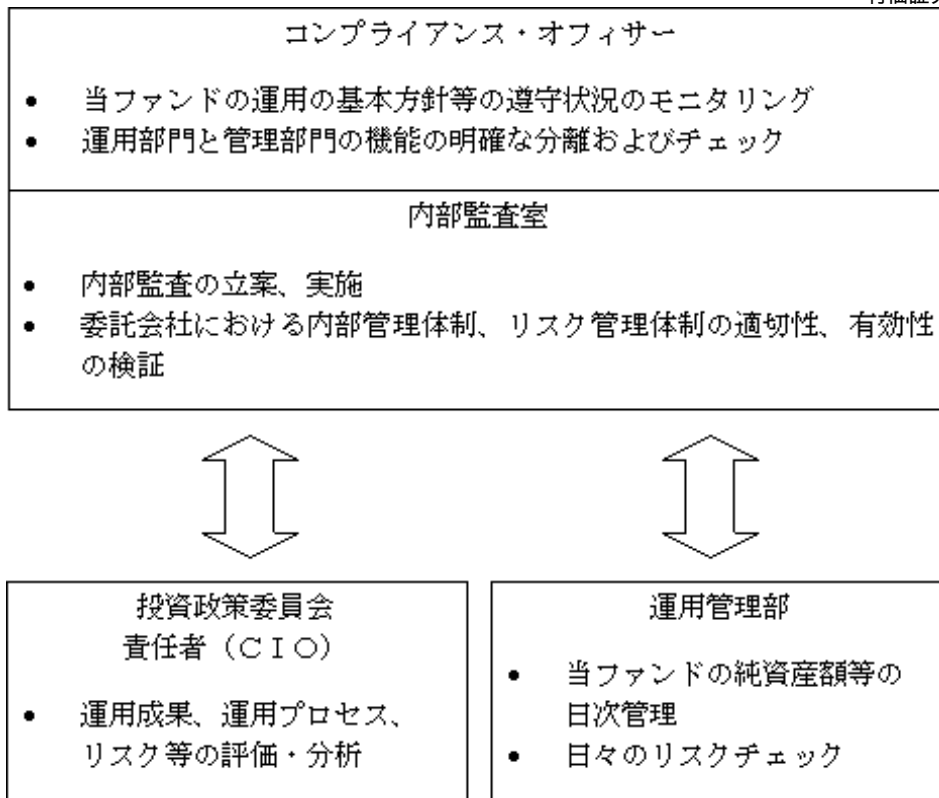 コンプライアンス・オフィサー
• 当ファンドの運用の基本方針等の遵守状況のモニタリング
• 運用部門と管理部門の機能の明確な分離およびチェック
内部監査室
• 内部監査の立案、実施
• 委託会社における内部管理体制、リスク管理体制の適切性、有効性
の検証
投資政策委員会
責任者（ＣＩＯ）
• 運用成果、運用プロセス、
リスク等の評価・分析
運用管理部
• 当ファンドの純資産額等の
日次管理
• 日々のリスクチェック